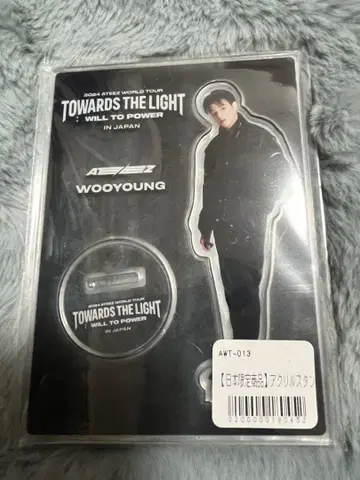 2024 ATEEZ WORLD TOUR
TOWARDS THE LIGHT
: WILL TO POWER
IN JAPAN
ATEEZ
WOOYOUNG
2024 ATEEZ WORLD TOUR
TOWARDS THE LIGHT
: WILL TO POWER
IN JAPAN
AWT-013
【日本限定商品】アクリルスタン
0200000190452